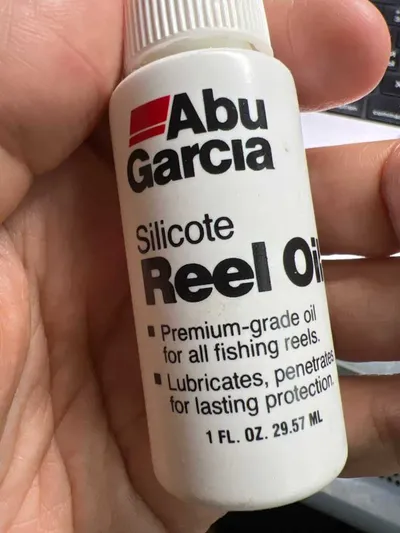 Abu
Garcia
Silicote
Reel Oil
▪ Premium-grade oil
for all fishing reels.
▪ Lubricates, penetrates
for lasting protection.
1 FL. OZ. 29.57 ML